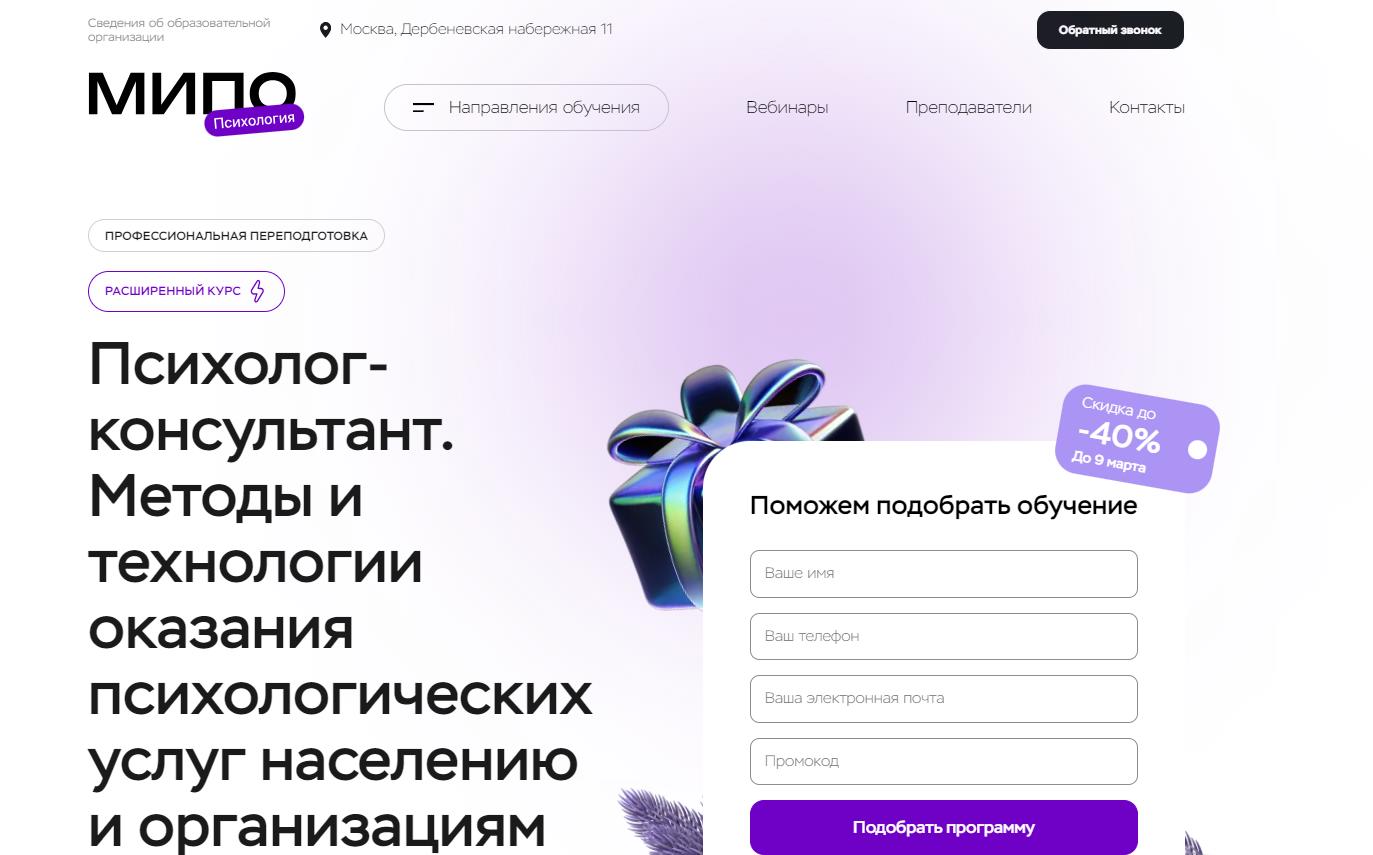 Сведения об образовательной
организации
Москва, Дербеневская набережная 11
Обратный звонок
МИПО
Психология
Направления обучения
Вебинары
Преподаватели
Контакты
ПРОФЕССИОНАЛЬНАЯ ПЕРЕПОДГОТОВКА
РАСШИРЕННЫЙ КУРС
Психолог-
консультант.
Методы и
технологии
оказания
психологических
услуг населению
и организациям
Скидка до
-40%
До 9 марта
Поможем подобрать обучение
Ваше имя
Ваш телефон
Ваша электронная почта
Промокод
Подобрать программу